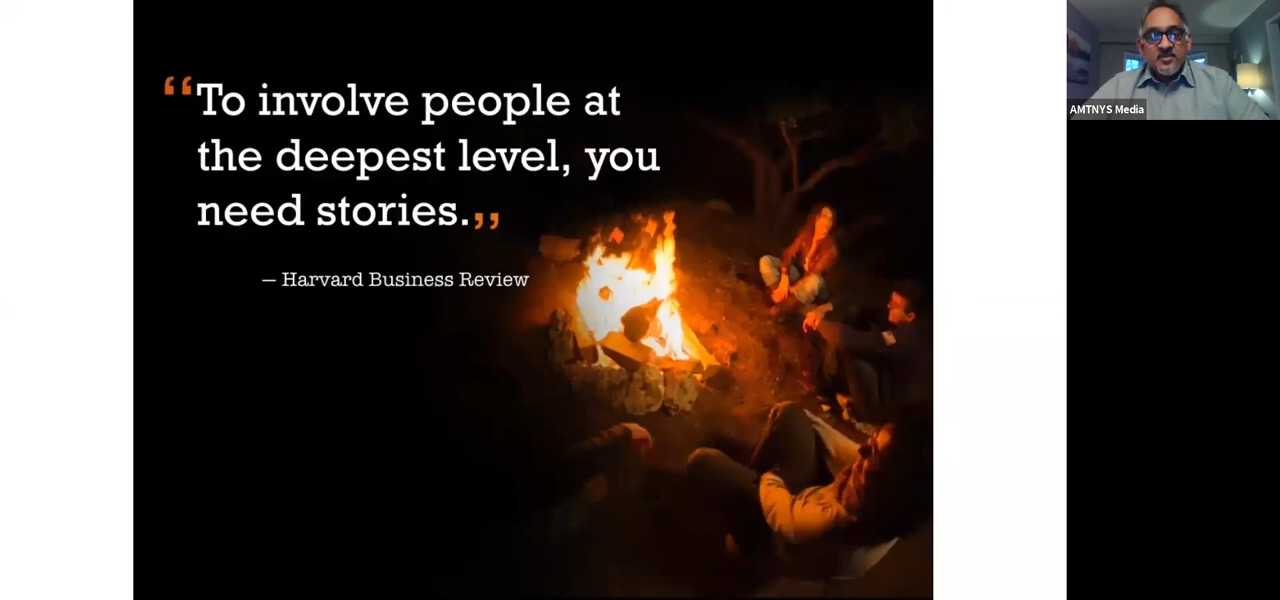 “To involve people at
the deepest level, you
need stories.”
— Harvard Business Review
AMTNYS Media